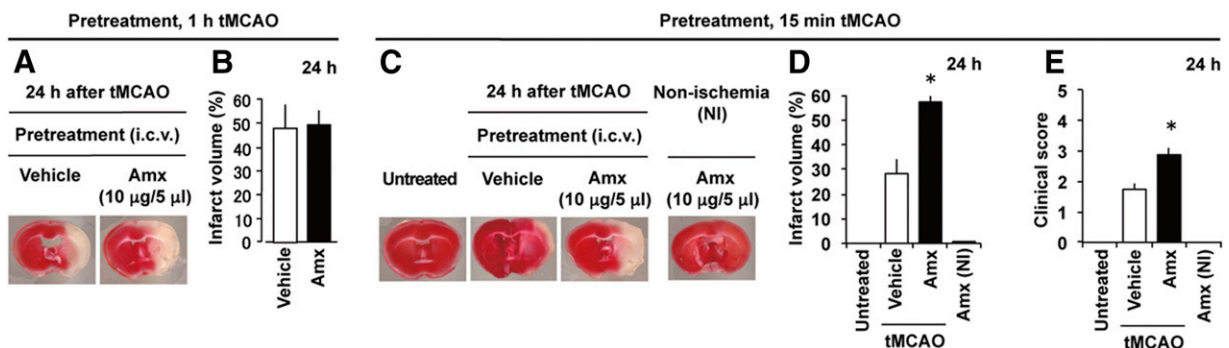 Pretreatment, 1 h tMCAO
A
24 h after tMCAO
Pretreatment (i.c.v.)
Vehicle
Amx
(10 μg/5 μl)
B
24 h
Infarct volume (%)
60
50
40
30
20
10
0
Vehicle
Amx
Pretreatment, 15 min tMCAO
C
24 h after tMCAO
Pretreatment (i.c.v.)
Non-ischemia
(NI)
Untreated
Vehicle
Amx
(10 μg/5 μl)
Amx
(10 μg/5 μl)
D
24 h
Infarct volume (%)
60
50
40
30
20
10
0
*
Untreated
Vehicle
Amx
Amx (NI)
tMCAO
E
24 h
Clinical score
5
4
3
2
1
0
*
Untreated
Vehicle
Amx
Amx (NI)
tMCAO